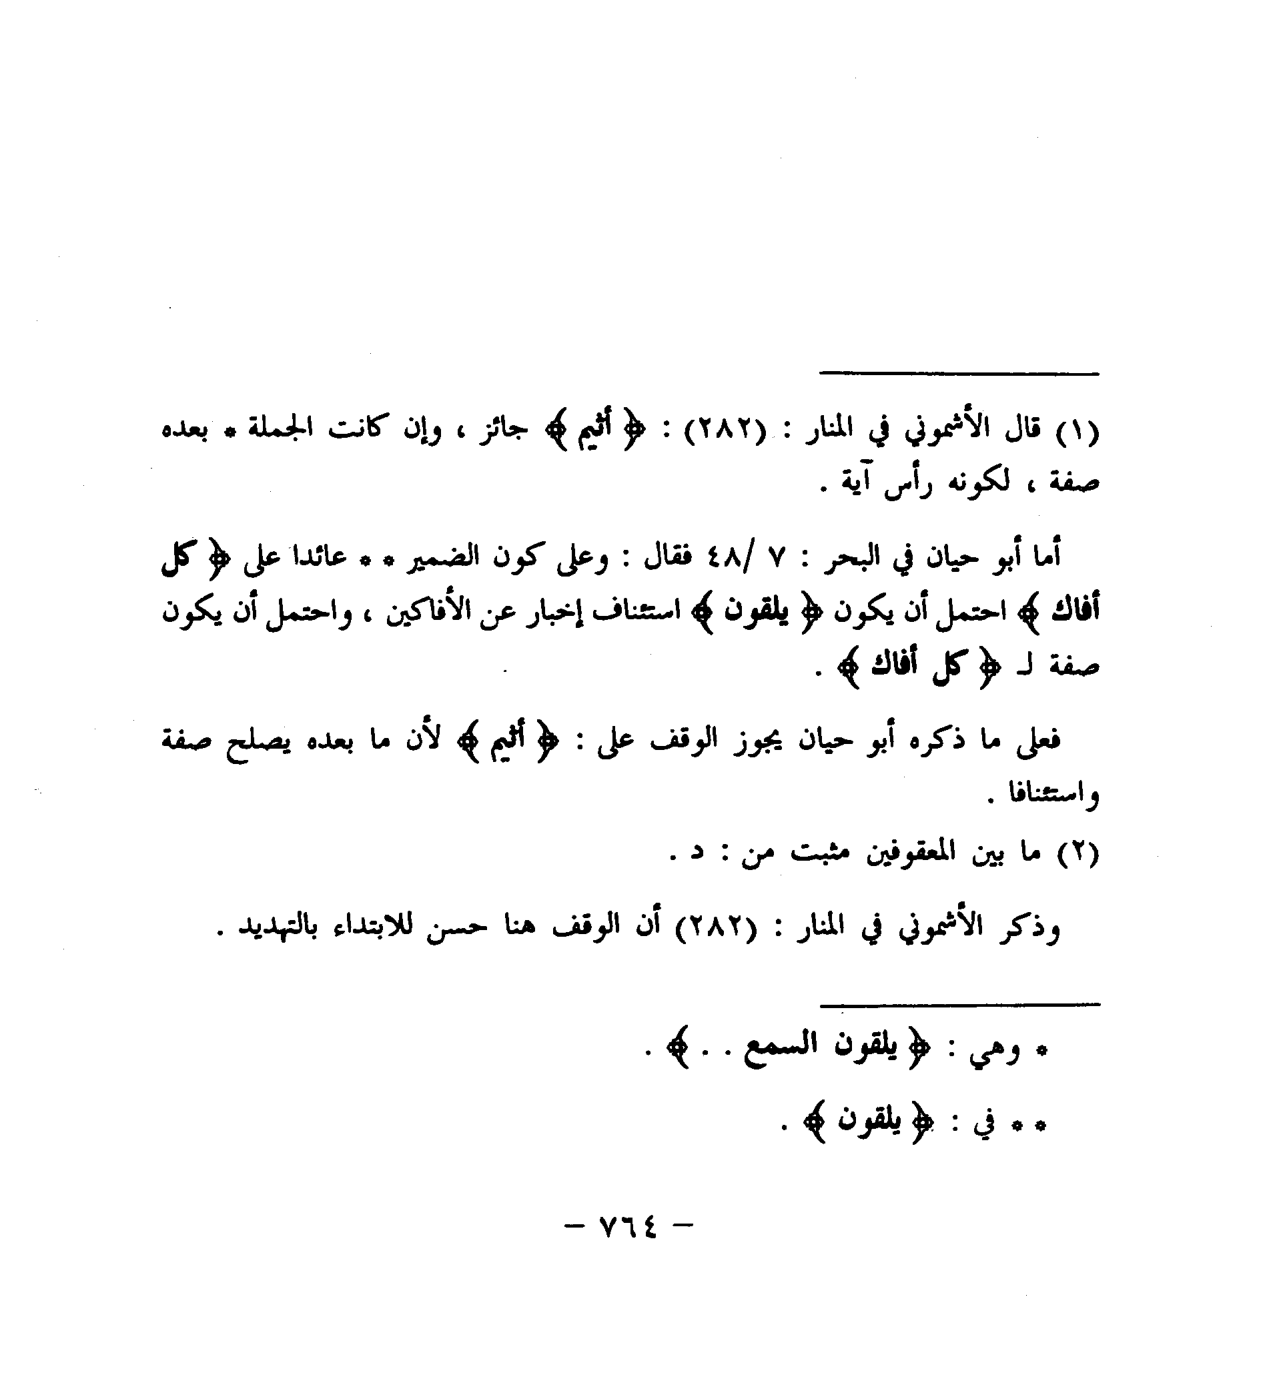 (١) قال الأشموني في المنار : (٢٨٢) : ﴿ أثيم ﴾ جائز ، وإن كانت الجملة * بعده
صفة ، لكونه رأس آية .
أما أبو حيان في البحر : ٧ /٤٨ فقال : وعلى كون الضمير * * عائدا على ﴿ كل
أفاك ﴾ احتمل أن يكون ﴿ يلقون ﴾ استئناف إخبار عن الأفاكين ، واحتمل أن يكون
صفة لـ ﴿ كل أفاك ﴾ .
فعلى ما ذكره أبو حيان يجوز الوقف على : ﴿ أثيم ﴾ لأن ما بعده يصلح صفة
واستئنافا .
(٢) ما بين المعقوفين مثبت من : د .
وذكر الأشموني في المنار : (٢٨٢) أن الوقف هنا حسن للابتداء بالتهديد .
* وهي : ﴿ يلقون السمع . . ﴾ .
* * في : ﴿ يلقون ﴾ .
– ٧٦٤ –